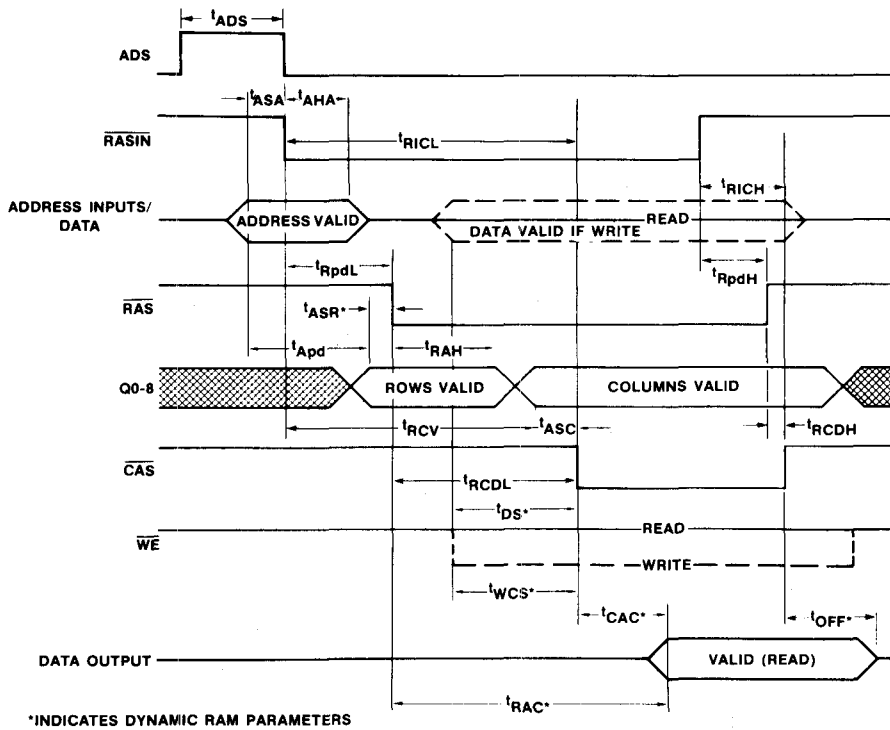 tADS
ADS
tASA tAHA
RASIN
tRICL
tRICH
ADDRESS INPUTS/
DATA
ADDRESS VALID
READ
DATA VALID IF WRITE
tRpdL
tRpdH
RAS
tASR*
tApd
tRAH
Q0-8
ROWS VALID
COLUMNS VALID
tRCV
tASC
tRCDH
CAS
tRCDL
tDS*
WE
READ
WRITE
tWCS*
tCAC*
tOFF*
DATA OUTPUT
VALID (READ)
tRAC*
*INDICATES DYNAMIC RAM PARAMETERS